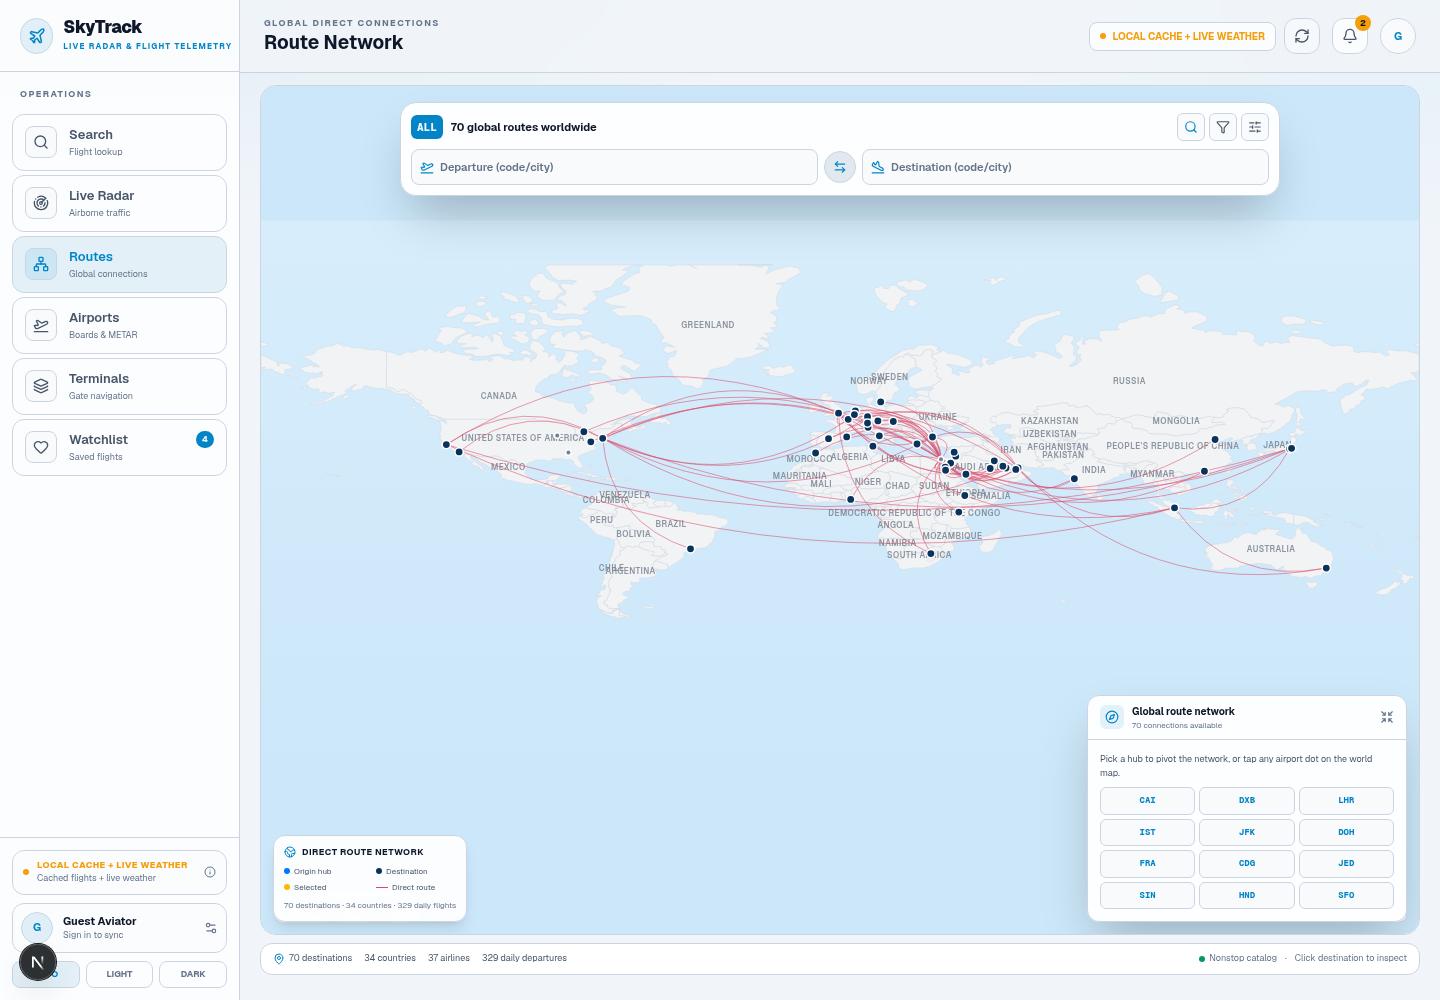 SkyTrack
LIVE RADAR & FLIGHT TELEMETRY
OPERATIONS
Search
Flight lookup
Live Radar
Airborne traffic
Routes
Global connections
Airports
Boards & METAR
Terminals
Gate navigation
Watchlist
Saved flights
4
LOCAL CACHE + LIVE WEATHER
Cached flights + live weather
G
Guest Aviator
Sign in to sync
N
LIGHT
DARK
GLOBAL DIRECT CONNECTIONS
Route Network
LOCAL CACHE + LIVE WEATHER
2
G
ALL
70 global routes worldwide
Departure (code/city)
Destination (code/city)
GREENLAND
SWEDEN
NORWAY
RUSSIA
CANADA
UKRAINE
KAZAKHSTAN
MONGOLIA
UNITED STATES OF AMERICA
UZBEKISTAN
IRAN
AFGHANISTAN
PEOPLE'S REPUBLIC OF CHINA
JAPAN
PAKISTAN
MOROCCO
ALGERIA
LIBYA
MEXICO
INDIA
MYANMAR
MAURITANIA
MALI
NIGER
CHAD
SUDAN
VENEZUELA
COLOMBIA
ETHIOPIA
SOMALIA
DEMOCRATIC REPUBLIC OF THE CONGO
PERU
BRAZIL
ANGOLA
BOLIVIA
MOZAMBIQUE
NAMIBIA
SOUTH AFRICA
AUSTRALIA
CHILE
ARGENTINA
Global route network
70 connections available
Pick a hub to pivot the network, or tap any airport dot on the world
map.
CAI DXB LHR
IST JFK DOH
FRA CDG JED
SIN HND SFO
DIRECT ROUTE NETWORK
Origin hub Destination
Selected Direct route
70 destinations · 34 countries · 329 daily flights
70 destinations 34 countries 37 airlines 329 daily departures
Nonstop catalog · Click destination to inspect